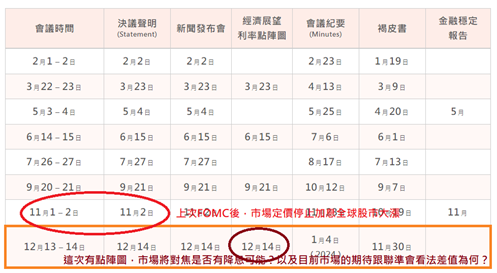 會議時間 決議聲明 (Statement) 新聞發布會 經濟展望 利率點陣圖 會議紀要 (Minutes) 褐皮書 金融穩定 報告
2月1-2日 2月2日 2月2日 2月23日 1月19日
3月22-23日 3月23日 3月23日 3月23日 4月13日 3月9日
5月3-4日 5月4日 5月4日 5月25日 4月20日 5月
6月14-15日 6月15日 6月15日 6月15日 7月6日 6月1日
7月26-27日 7月27日 7月27日 8月17日 7月13日
9月20-21日 9月21日 9月21日 9月21日 10月12日 9月7日
11月1-2日 11月2日 11月
上次FOMC後，市場定價停止加息全球股市大漲
12月13-14日 12月14日 12月14日 12月14日 1月4日 (2024) 11月30日
這次有點陣圖，市場將對焦是否有降息可能？以及目前市場的期待跟聯準會看法差值為何？